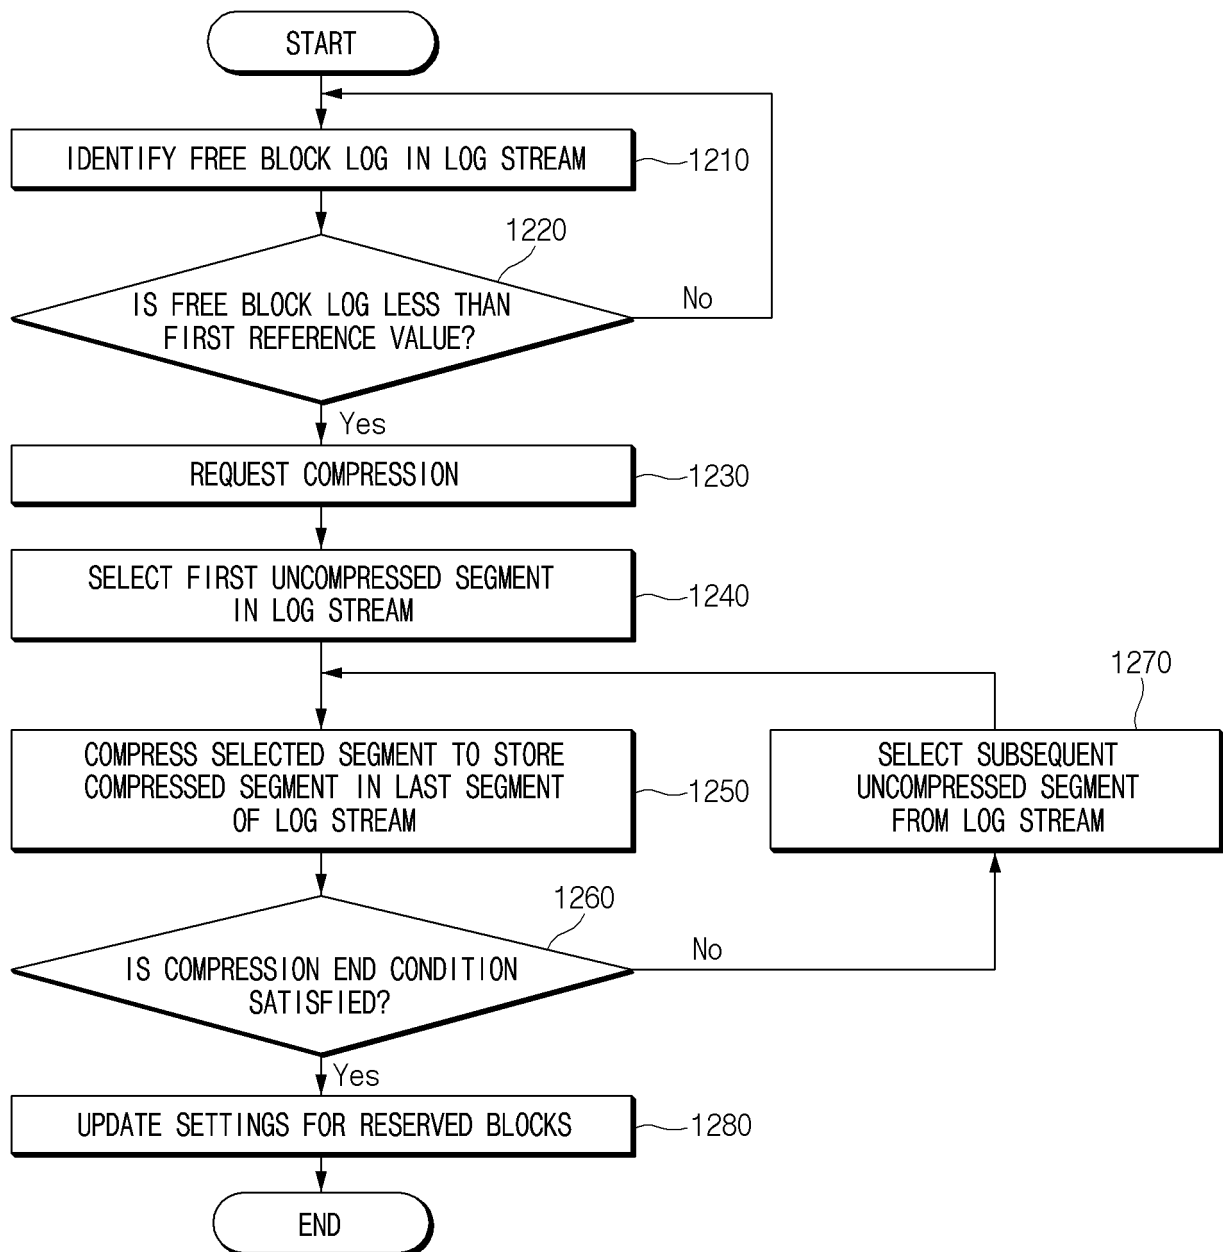 START
IDENTIFY FREE BLOCK LOG IN LOG STREAM
1210
1220
IS FREE BLOCK LOG LESS THAN
FIRST REFERENCE VALUE?
No
Yes
REQUEST COMPRESSION
1230
SELECT FIRST UNCOMPRESSED SEGMENT
IN LOG STREAM
1240
1270
COMPRESS SELECTED SEGMENT TO STORE
COMPRESSED SEGMENT IN LAST SEGMENT
OF LOG STREAM
1250
SELECT SUBSEQUENT
UNCOMPRESSED SEGMENT
FROM LOG STREAM
1260
IS COMPRESSION END CONDITION
SATISFIED?
No
Yes
UPDATE SETTINGS FOR RESERVED BLOCKS
1280
END